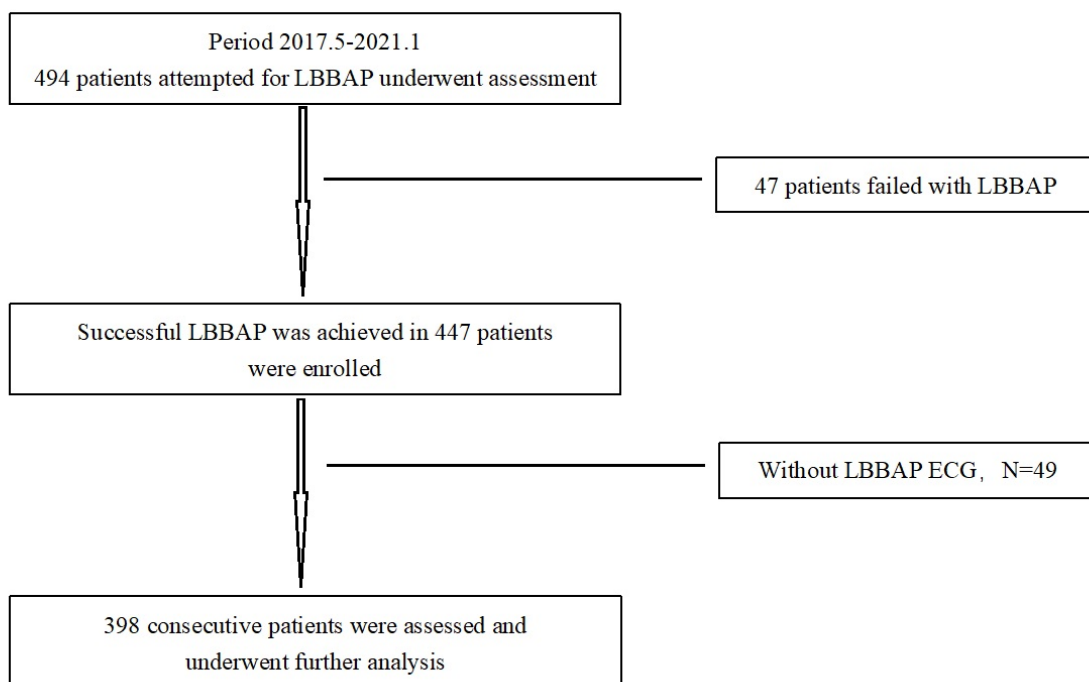 Period 2017.5-2021.1
494 patients attempted for LBBAP underwent assessment
47 patients failed with LBBAP
Successful LBBAP was achieved in 447 patients
were enrolled
Without LBBAP ECG，N=49
398 consecutive patients were assessed and
underwent further analysis